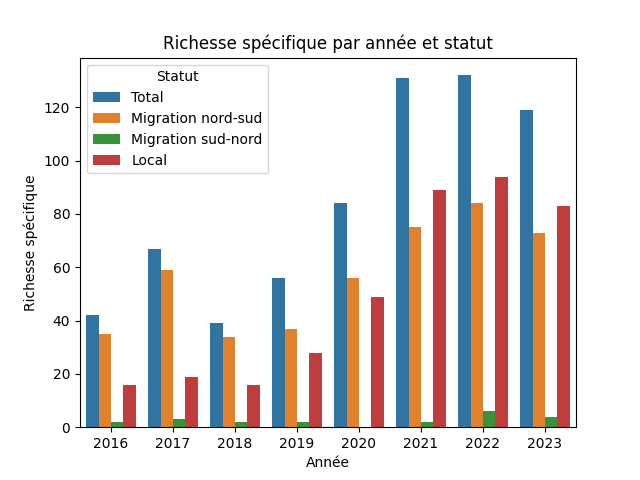 Richesse spécifique par année et statut
Statut
Total
Migration nord-sud
Migration sud-nord
Local
Richesse spécifique
120
100
80
60
40
20
0
2016 2017 2018 2019 2020 2021 2022 2023
Année